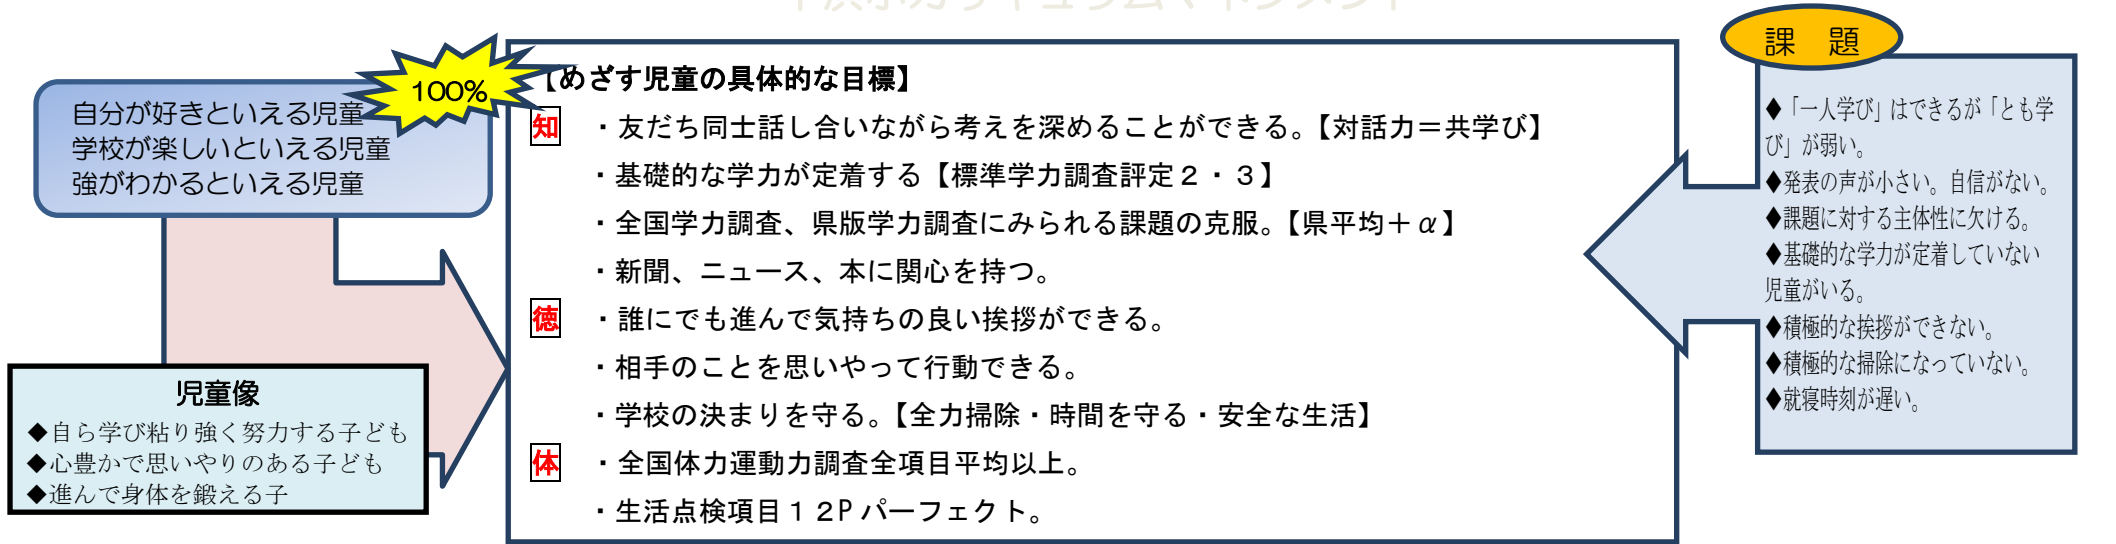 カリキュラムマネジメント
自分が好きといえる児童
学校が楽しいといえる児童
強がわかるといえる児童
100%
児童像
◆自ら学び粘り強く努力する子ども
◆心豊かで思いやりのある子ども
◆進んで身体を鍛える子
【めざす児童の具体的な目標】
知 ・友だち同士話し合いながら考えを深めることができる。【対話力＝共学び】
・基礎的な学力が定着する【標準学力調査評定２・３】
・全国学力調査、県版学力調査にみられる課題の克服。【県平均＋α】
・新聞、ニュース、本に関心を持つ。
徳 ・誰にでも進んで気持ちの良い挨拶ができる。
・相手のことを思いやって行動できる。
・学校の決まりを守る。【全力掃除・時間を守る・安全な生活】
体 ・全国体力運動力調査全項目平均以上。
・生活点検項目１２Pパーフェクト。
課 題
◆「一人学び」はできるが「とも学
び」が弱い。
◆発表の声が小さい。自信がない。
◆課題に対する主体性に欠ける。
◆基礎的な学力が定着していない
児童がいる。
◆積極的な挨拶ができない。
◆積極的な掃除になっていない。
◆就寝時刻が遅い。